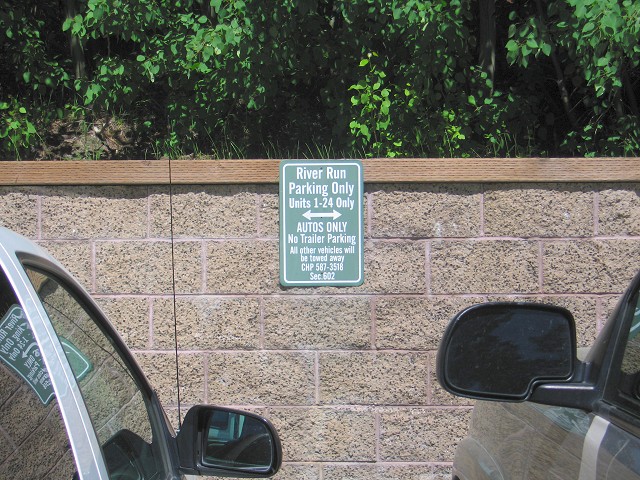 River Run
Parking Only
Units 1-24 Only
AUTOS ONLY
No Trailer Parking
All other vehicles will
be towed away
CHP 587-3518
Sec.602